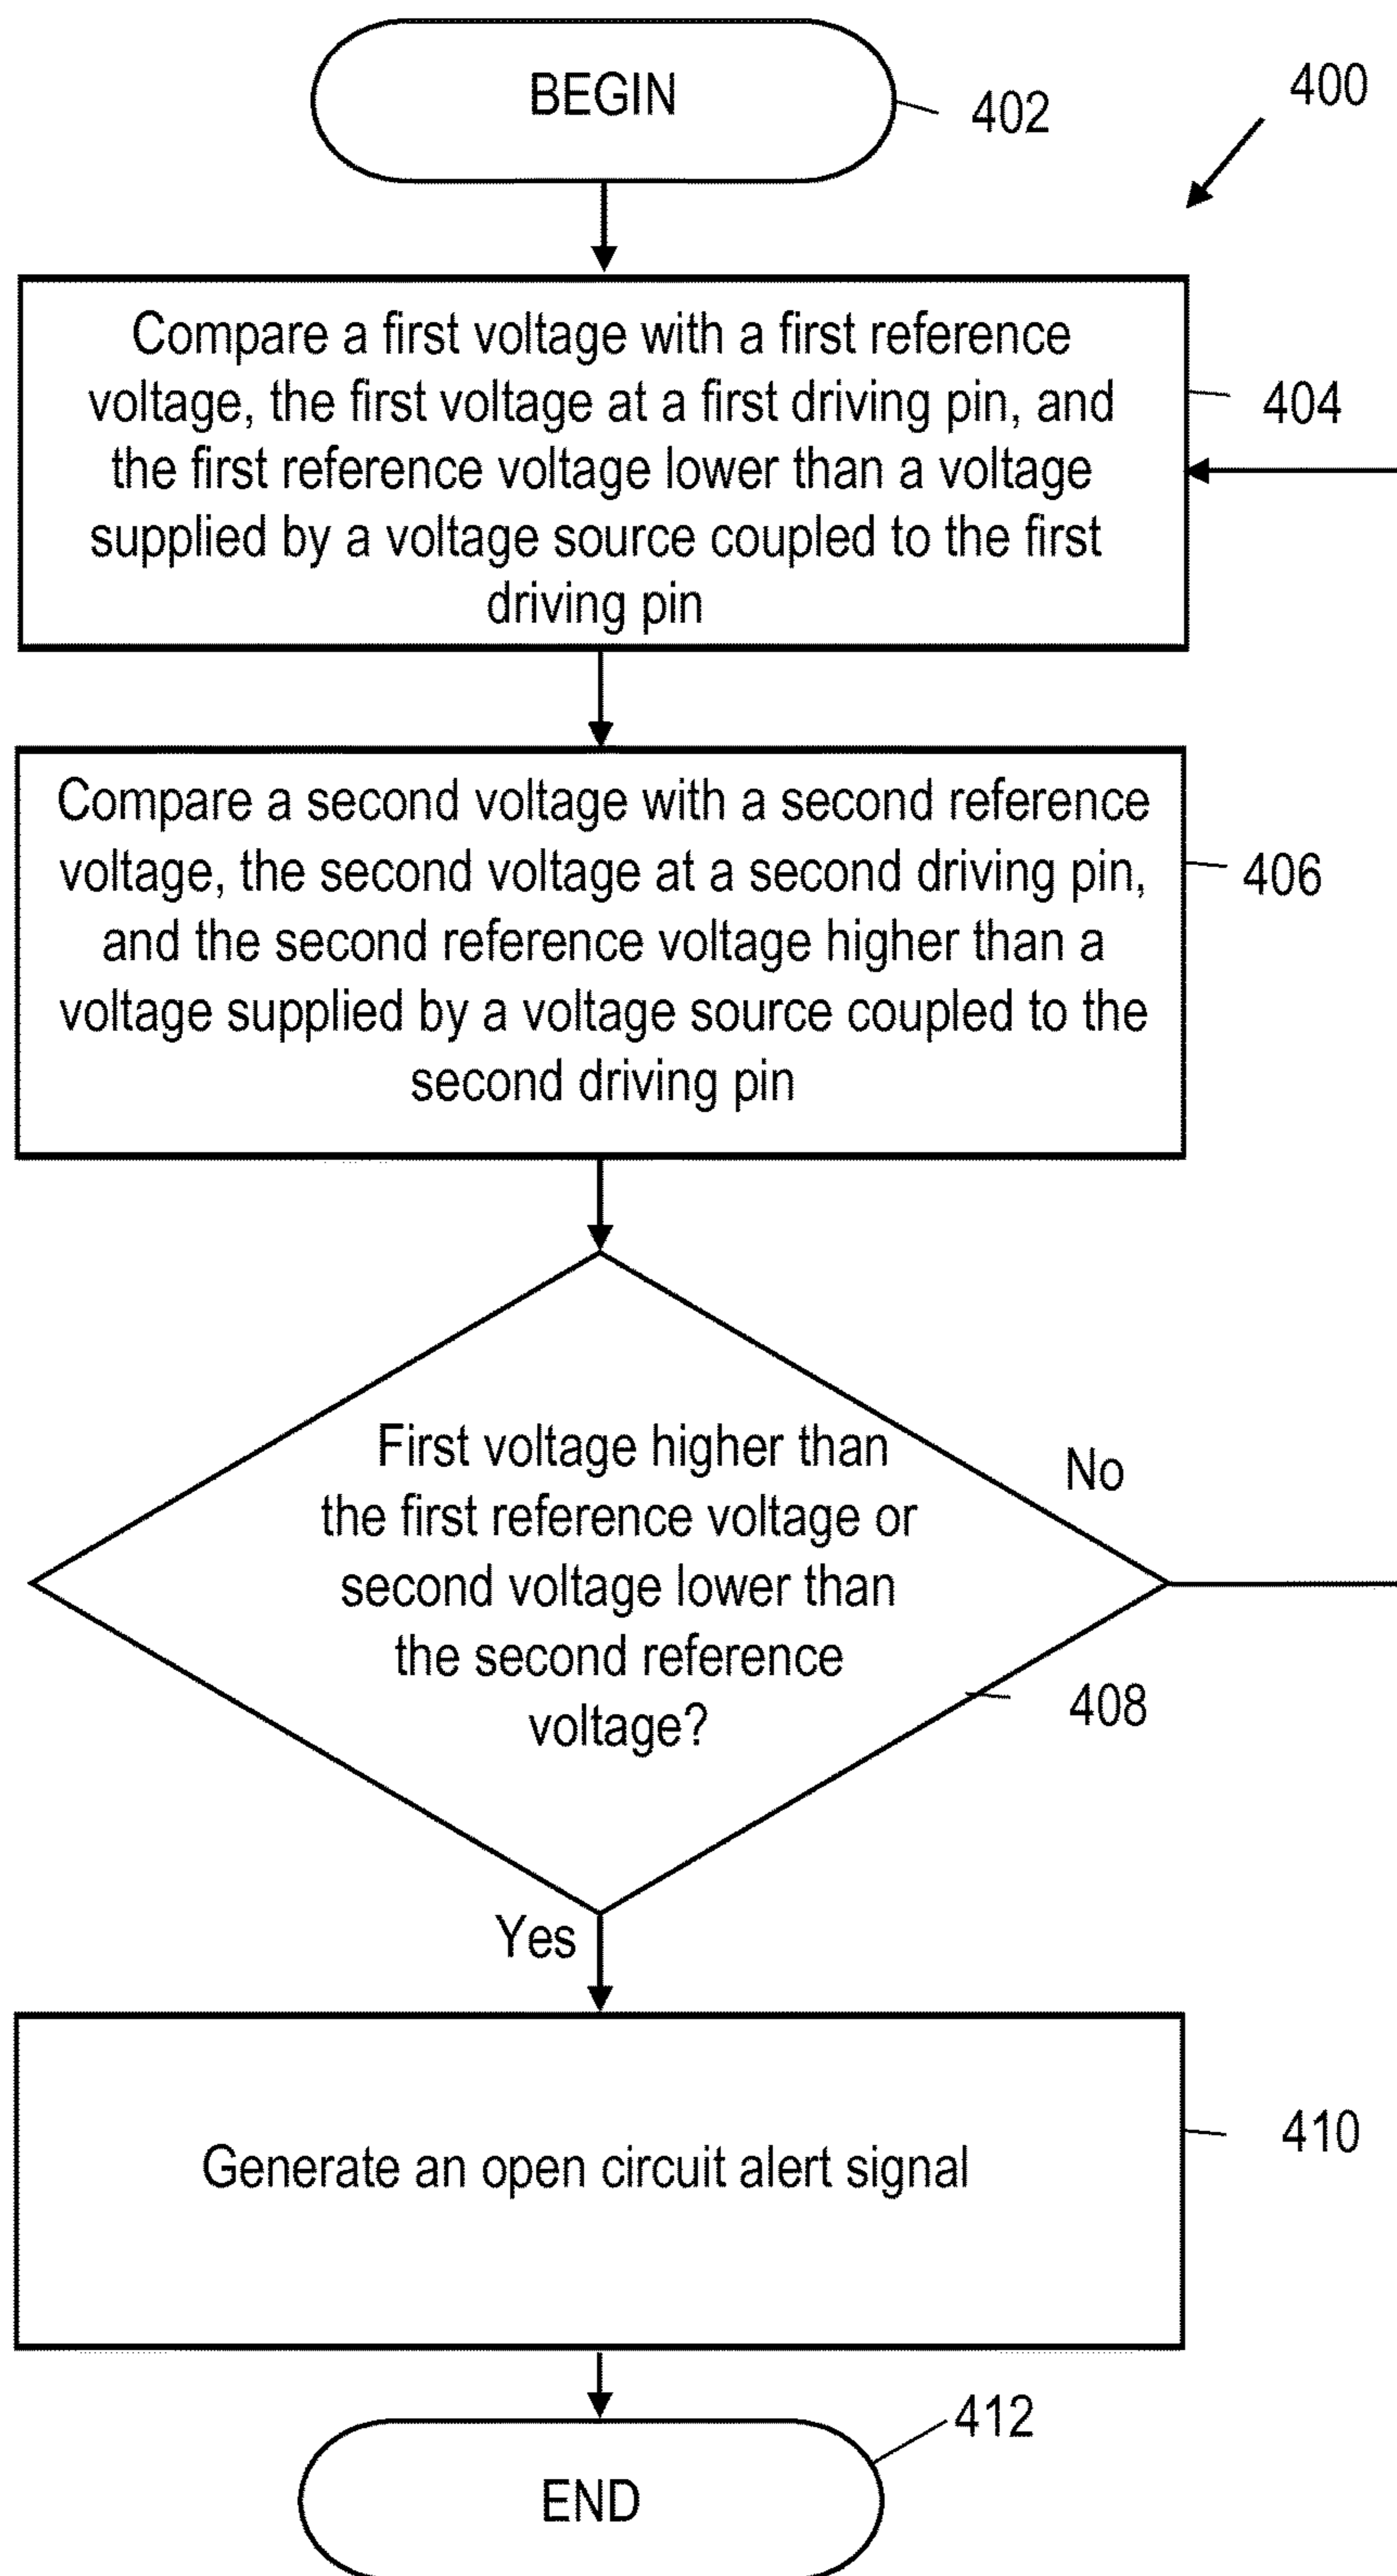 BEGIN
402
400
Compare a first voltage with a first reference
voltage, the first voltage at a first driving pin, and
the first reference voltage lower than a voltage
supplied by a voltage source coupled to the first
driving pin
404
Compare a second voltage with a second reference
voltage, the second voltage at a second driving pin,
and the second reference voltage higher than a
voltage supplied by a voltage source coupled to the
second driving pin
406
First voltage higher than
the first reference voltage or
second voltage lower than
the second reference
voltage?
No
408
Yes
Generate an open circuit alert signal
410
412
END